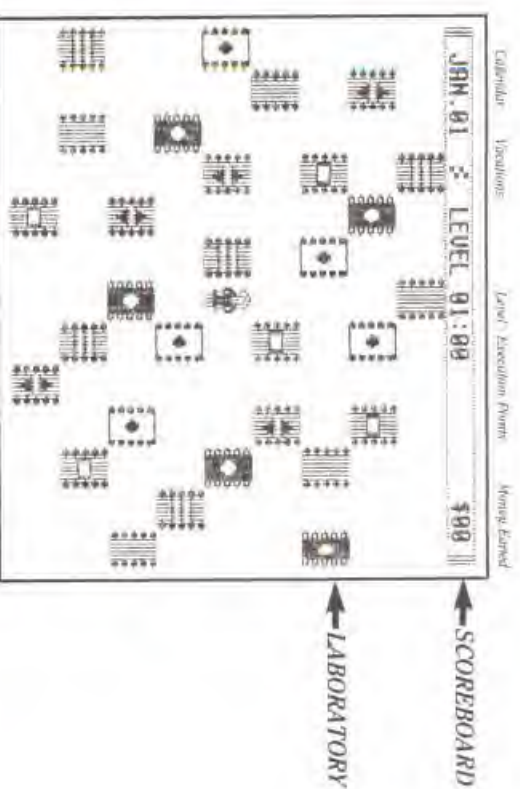 Calendar Vacations Level: Execution Points Money Earned
JAN.01 LEVEL 01:00 $00
SCOREBOARD
LABORATORY